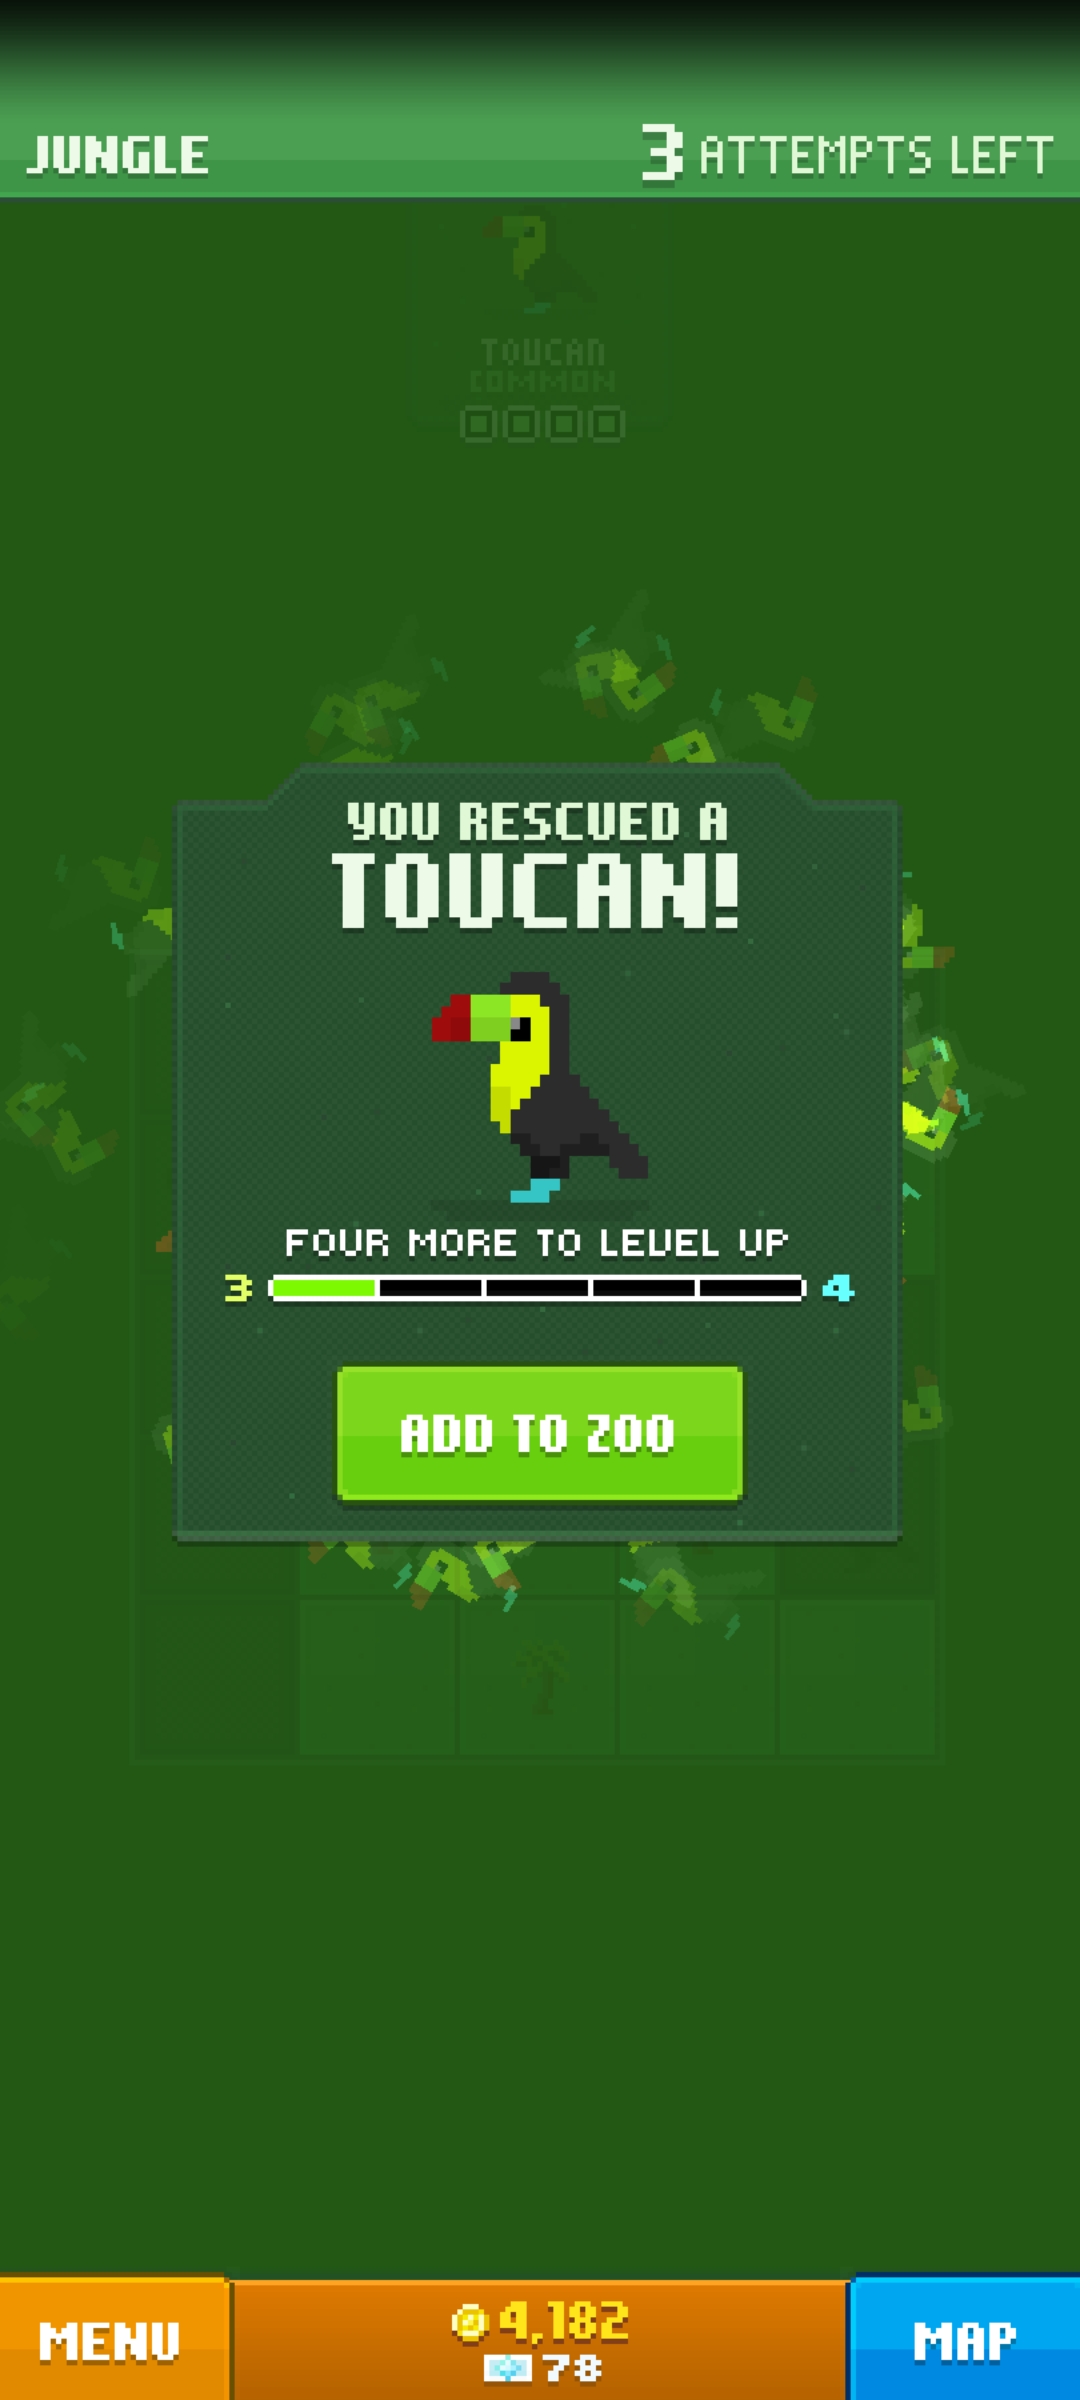 JUNGLE
3 ATTEMPTS LEFT
TOUCAN
COMMON
YOU RESCUED A
TOUCAN!
FOUR MORE TO LEVEL UP
3 4
ADD TO ZOO
MENU
4,182
78
MAP